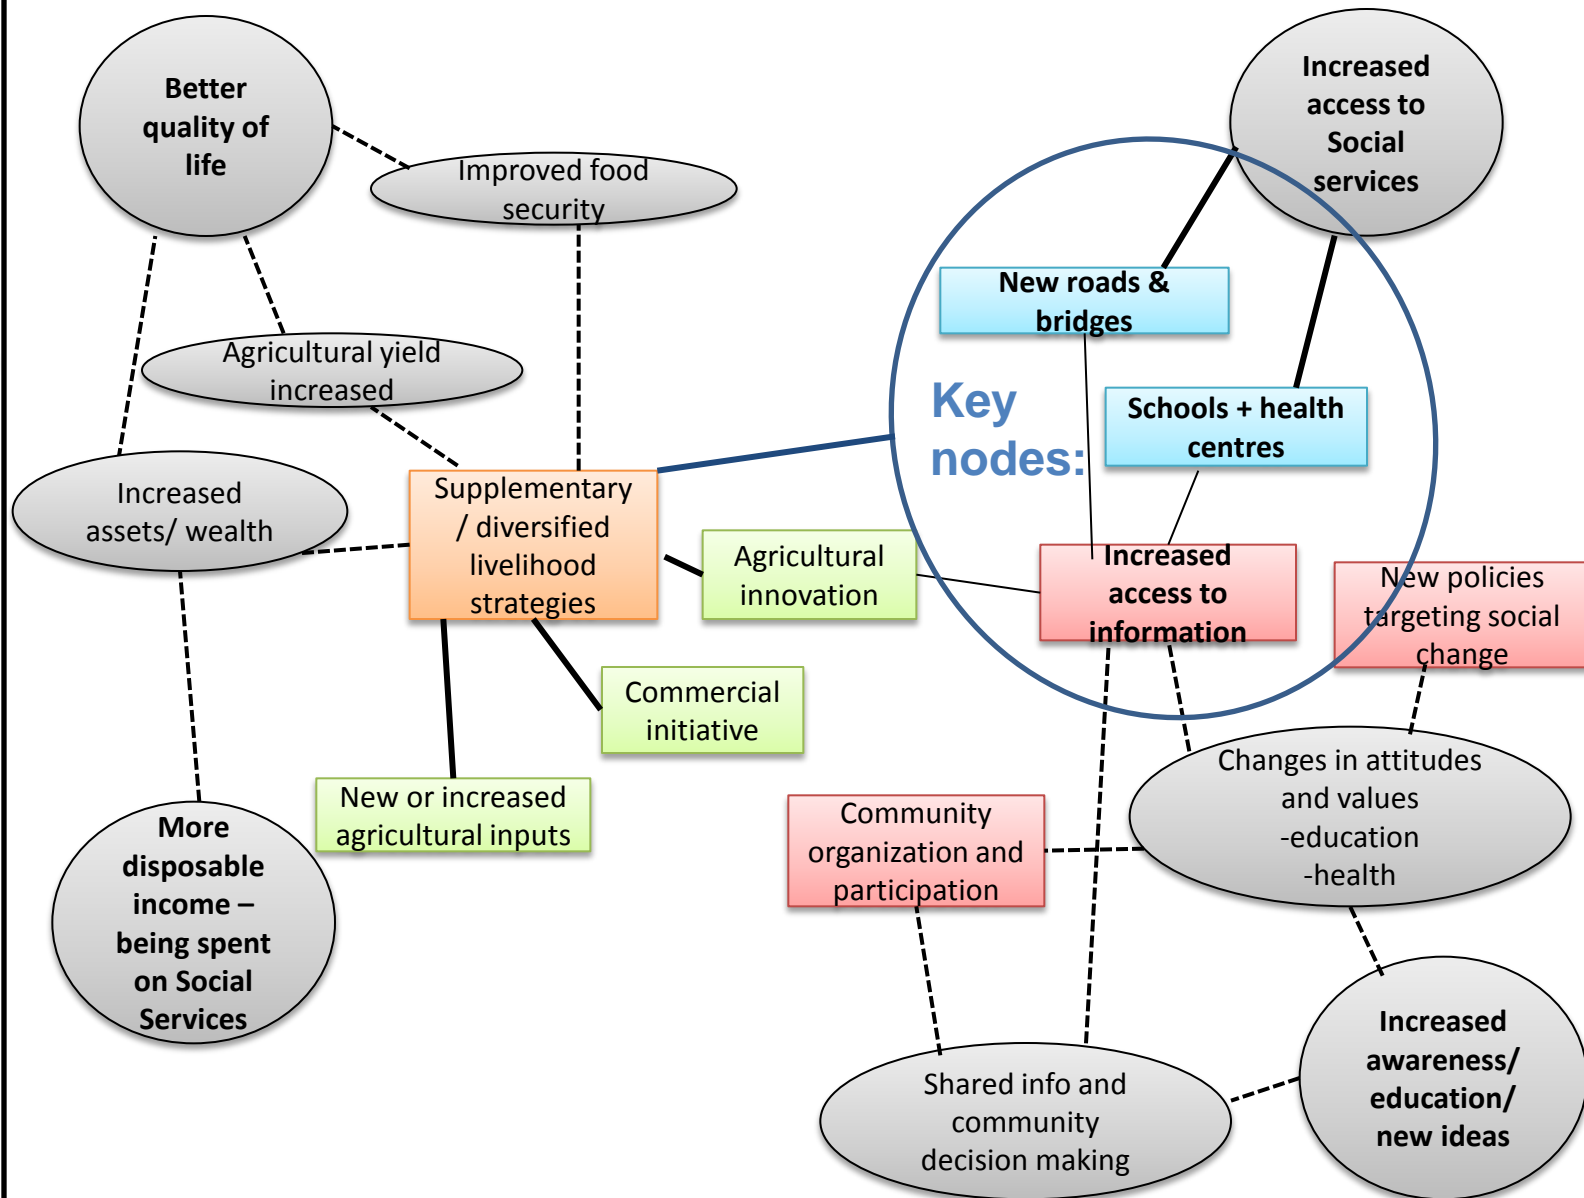 Better
quality of
life
Improved food
security
Increased
access to
Social
services
New roads &
bridges
Agricultural yield
increased
Key
nodes:
Schools + health
centres
Increased
assets/ wealth
Supplementary
/ diversified
livelihood
strategies
Agricultural
innovation
Increased
access to
information
New policies
targeting social
change
Commercial
initiative
New or increased
agricultural inputs
Changes in attitudes
and values
-education
-health
Community
organization and
participation
More
disposable
income –
being spent
on Social
Services
Shared info and
community
decision making
Increased
awareness/
education/
new ideas